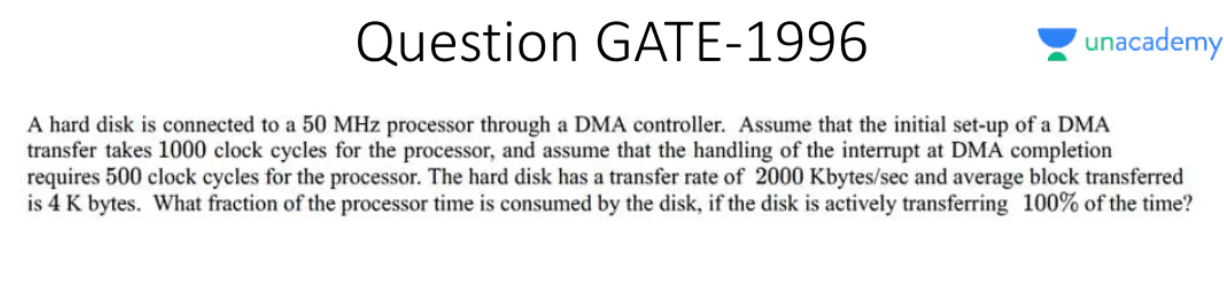 Question GATE-1996
unacademy
A hard disk is connected to a 50 MHz processor through a DMA controller. Assume that the initial set-up of a DMA
transfer takes 1000 clock cycles for the processor, and assume that the handling of the interrupt at DMA completion
requires 500 clock cycles for the processor. The hard disk has a transfer rate of 2000 Kbytes/sec and average block transferred
is 4 K bytes. What fraction of the processor time is consumed by the disk, if the disk is actively transferring 100% of the time?